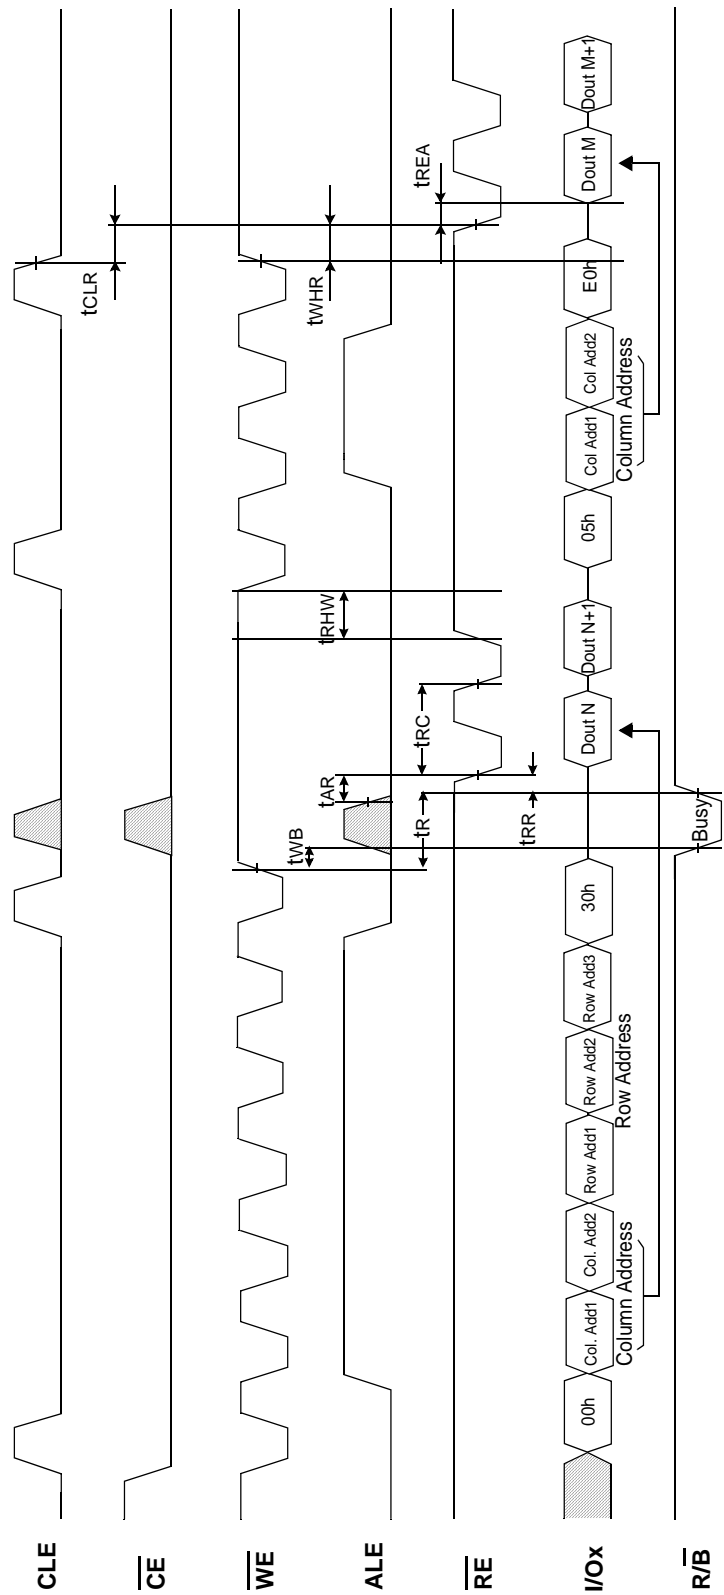 CLE
tCLR
CE
WE
tWB
tRHW
tWHR
ALE
tAR
tR
tRC
tREA
RE
tRR
I/Ox
00h
Col. Add1
Col. Add2
Row Add1
Row Add2
Row Add3
30h
Dout N
Dout N+1
05h
Col Add1
Col Add2
E0h
Dout M
Dout M+1
Column Address
Row Address
Column Address
R/B
Busy